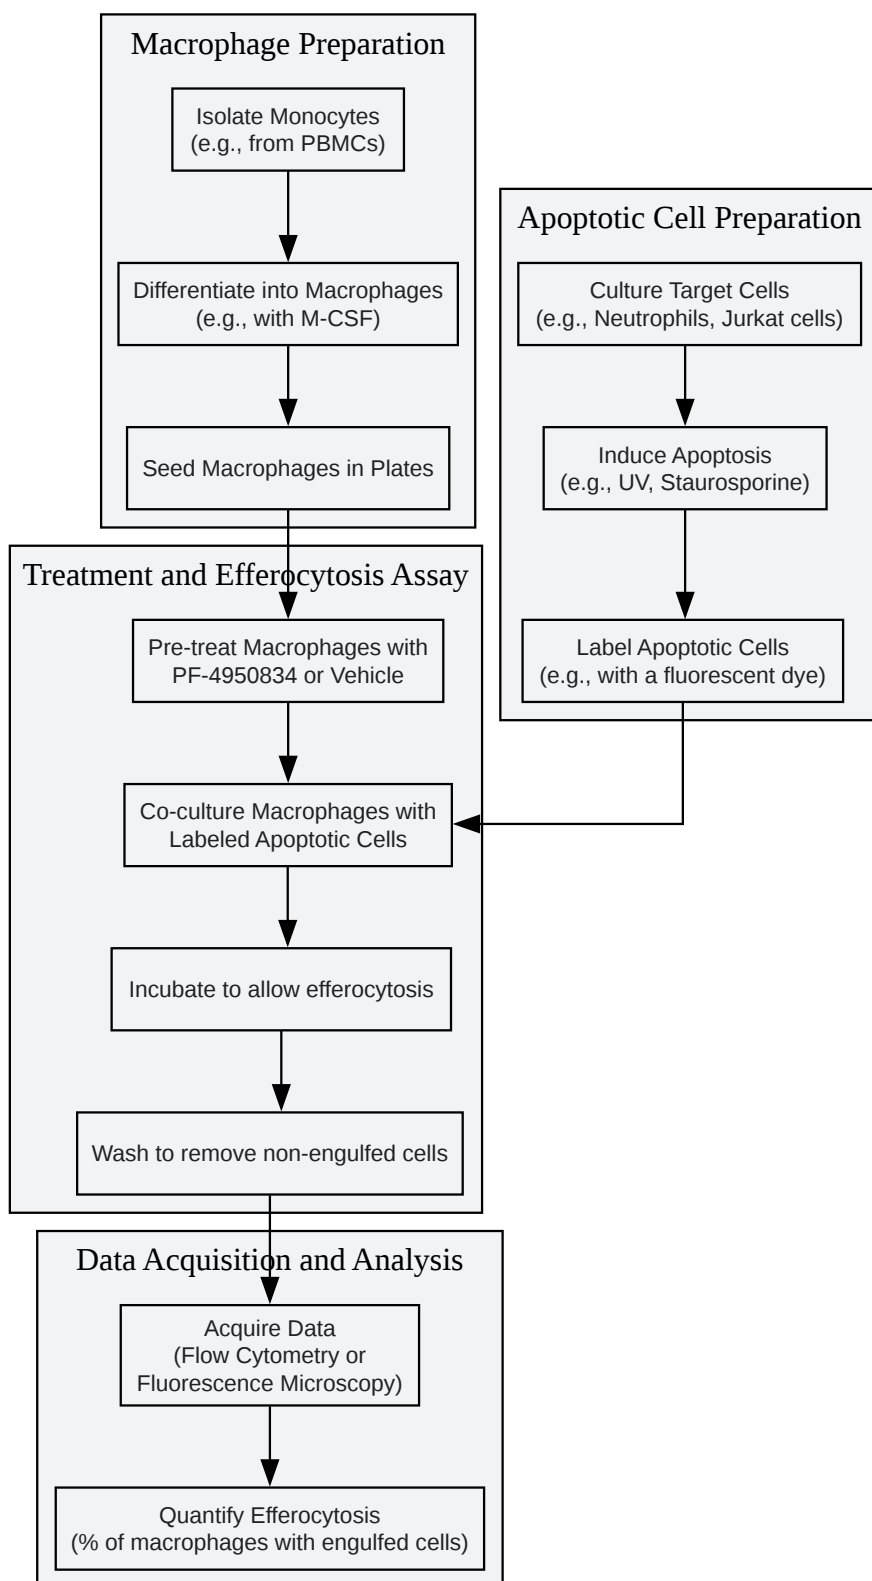 Macrophage Preparation
Isolate Monocytes
(e.g., from PBMCs)
Differentiate into Macrophages
(e.g., with M-CSF)
Seed Macrophages in Plates
Apoptotic Cell Preparation
Culture Target Cells
(e.g., Neutrophils, Jurkat cells)
Induce Apoptosis
(e.g., UV, Staurosporine)
Label Apoptotic Cells
(e.g., with a fluorescent dye)
Treatment and Efferocytosis Assay
Pre-treat Macrophages with
PF-4950834 or Vehicle
Co-culture Macrophages with
Labeled Apoptotic Cells
Incubate to allow efferocytosis
Wash to remove non-engulfed cells
Data Acquisition and Analysis
Acquire Data
(Flow Cytometry or
Fluorescence Microscopy)
Quantify Efferocytosis
(% of macrophages with engulfed cells)